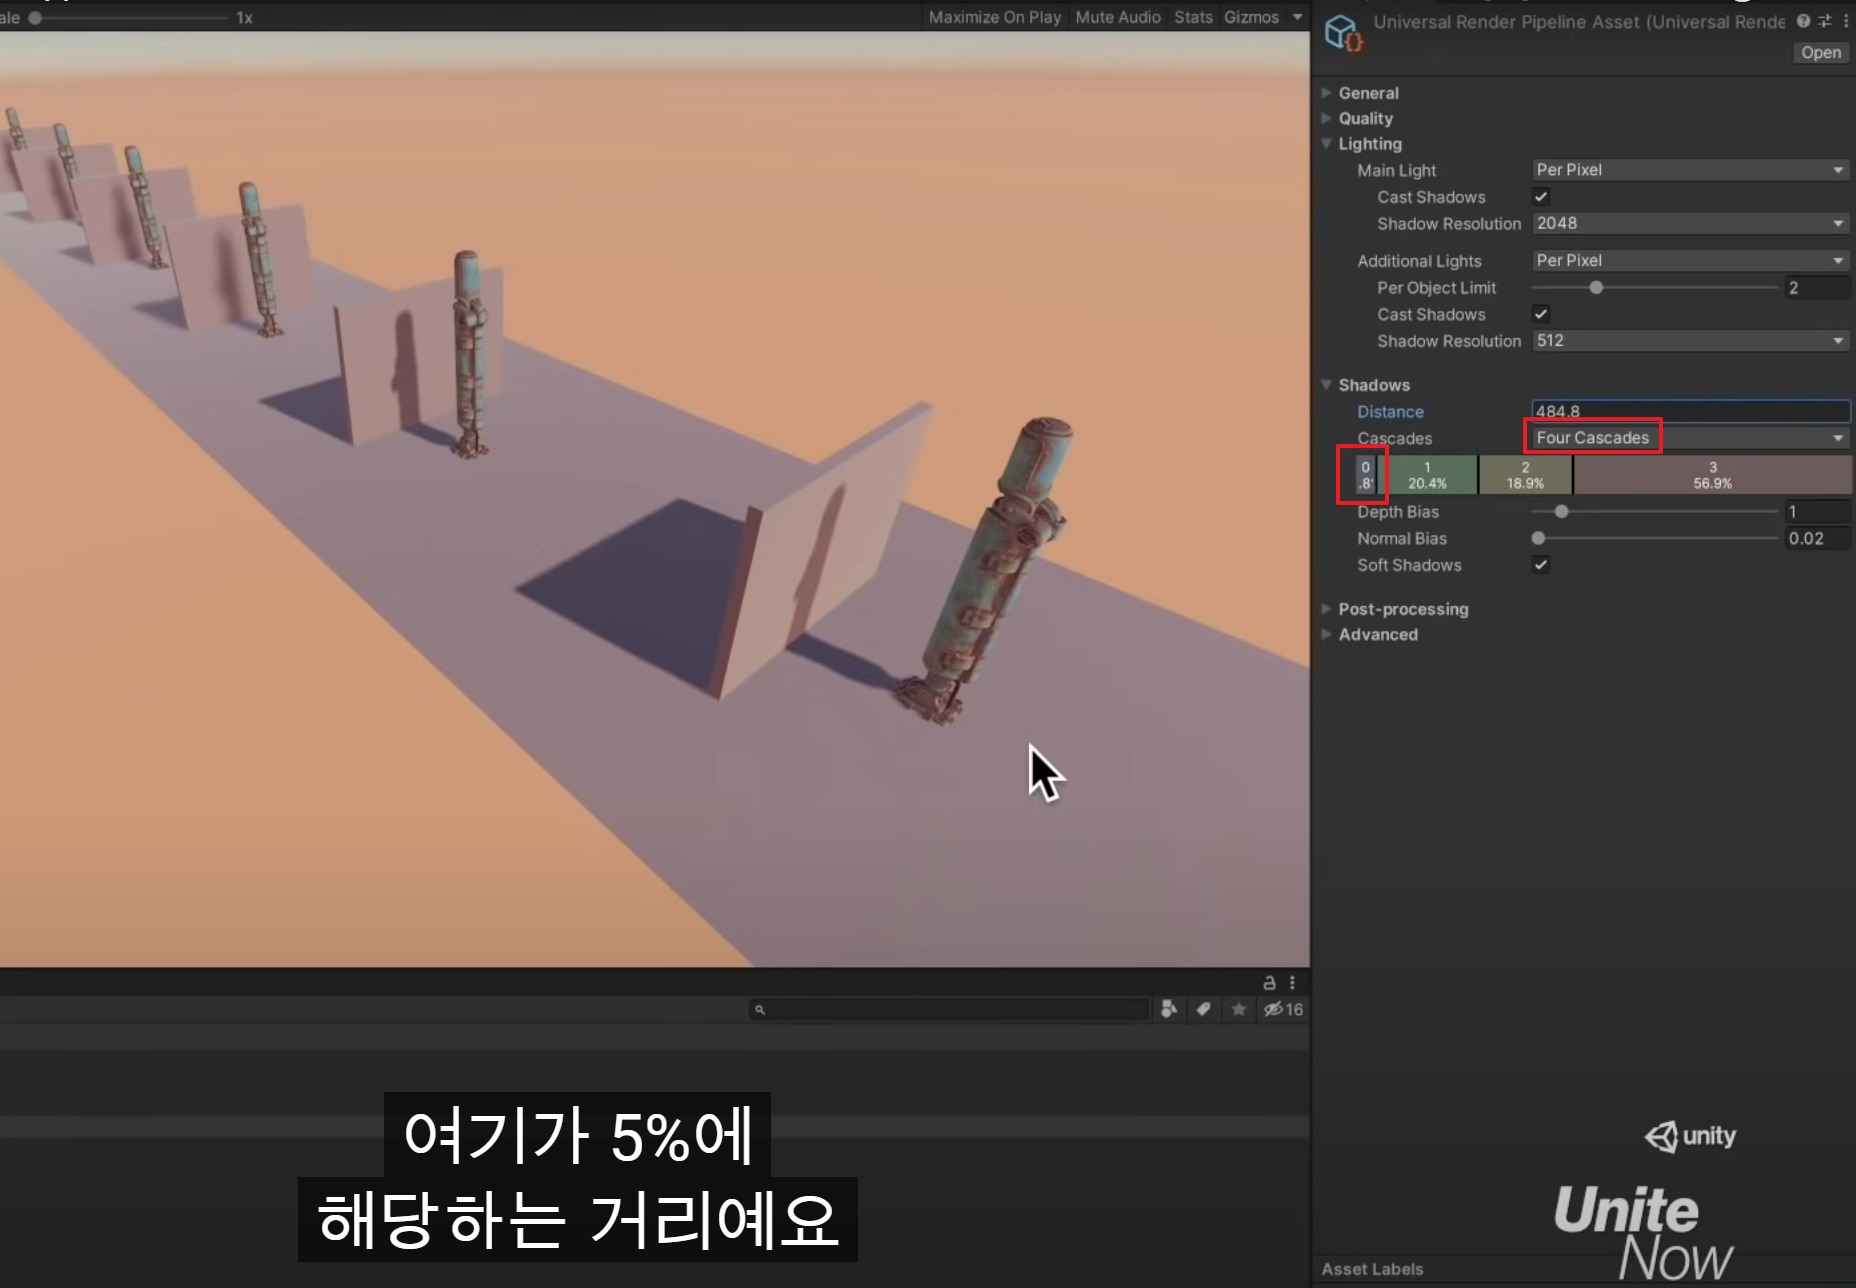 1x
Maximize On Play Mute Audio Stats Gizmos
Universal Render Pipeline Asset (Universal Rende
Open
General
Quality
Lighting
Main Light Per Pixel
Cast Shadows
Shadow Resolution 2048
Additional Lights Per Pixel
Per Object Limit 2
Cast Shadows
Shadow Resolution 512
Shadows
Distance 484.8
Cascades Four Cascades
0 1 2 3
.8 20.4% 18.9% 56.9%
Depth Bias 1
Normal Bias 0.02
Soft Shadows
Post-processing
Advanced
16
여기가 5%에
해당하는 거리예요
unity
Unite
Now
Asset Labels